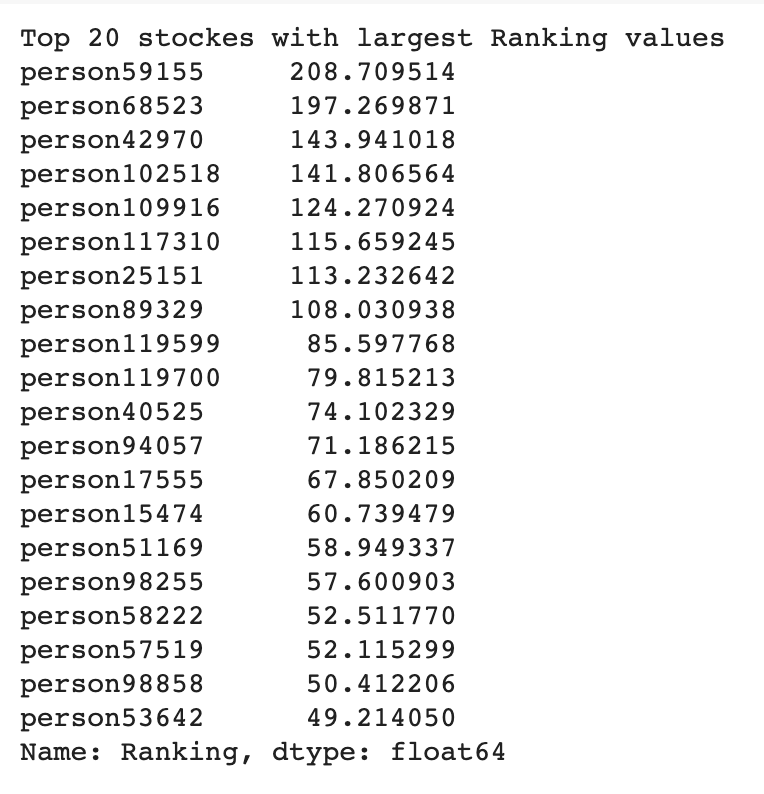 Top 20 stockes with largest Ranking values
person59155     208.709514
person68523     197.269871
person42970     143.941018
person102518    141.806564
person109916    124.270924
person117310    115.659245
person25151     113.232642
person89329     108.030938
person119599     85.597768
person119700     79.815213
person40525      74.102329
person94057      71.186215
person17555      67.850209
person15474      60.739479
person51169      58.949337
person98255      57.600903
person58222      52.511770
person57519      52.115299
person98858      50.412206
person53642      49.214050
Name: Ranking, dtype: float64